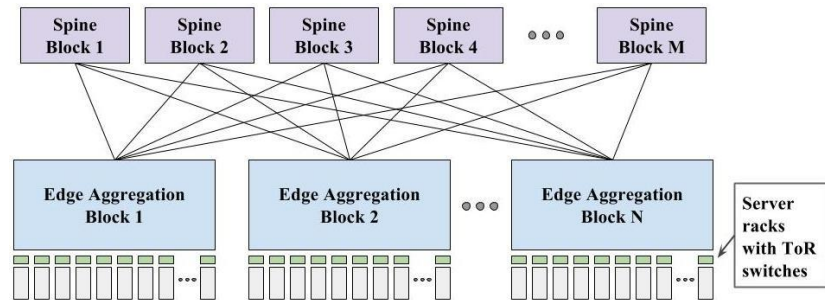 Spine
Block 1
Spine
Block 2
Spine
Block 3
Spine
Block 4
Spine
Block M
Edge Aggregation
Block 1
Edge Aggregation
Block 2
Edge Aggregation
Block N
Server
racks
with ToR
switches